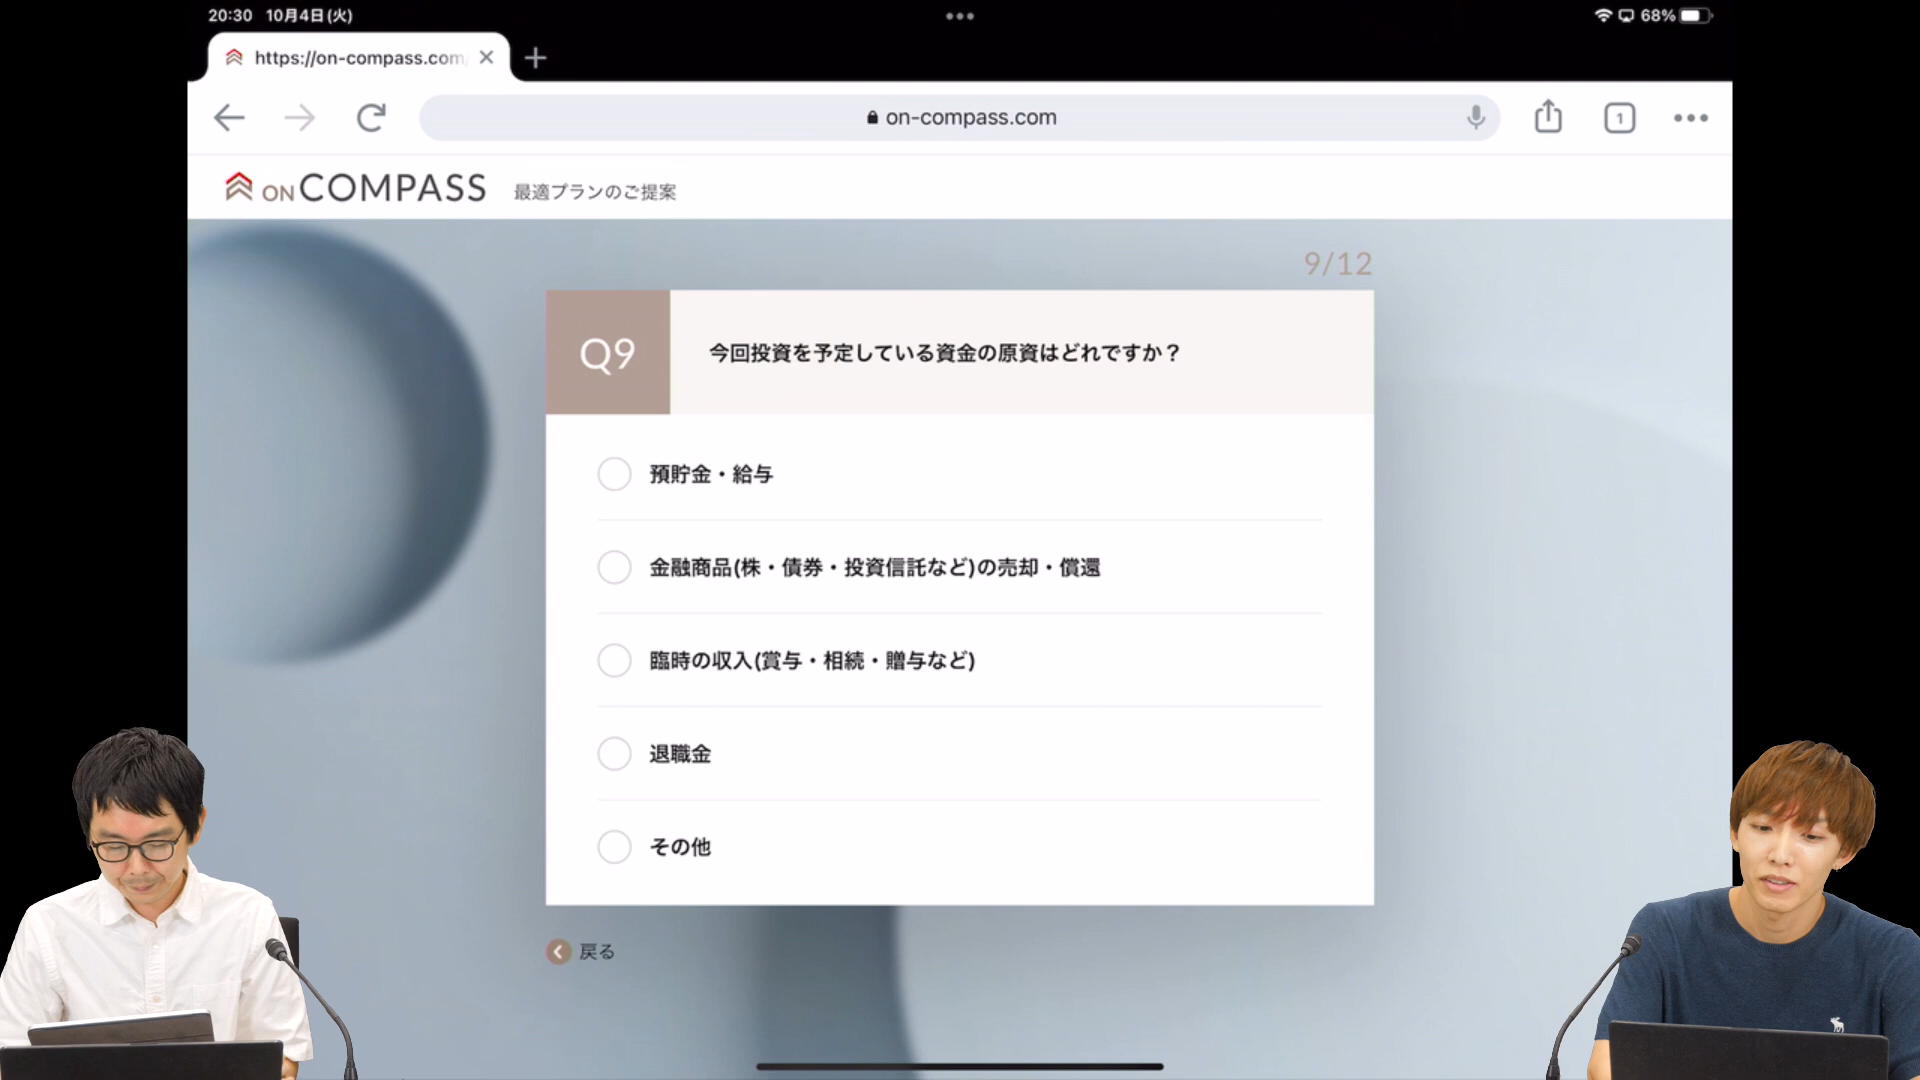 20:30 10月4日(火)
68%
https://on-compass.com
on-compass.com
1
ON COMPASS 最適プランのご提案
9/12
Q9 今回投資を予定している資金の原資はどれですか？
預貯金・給与
金融商品(株・債券・投資信託など)の売却・償還
臨時の収入(賞与・相続・贈与など)
退職金
その他
戻る